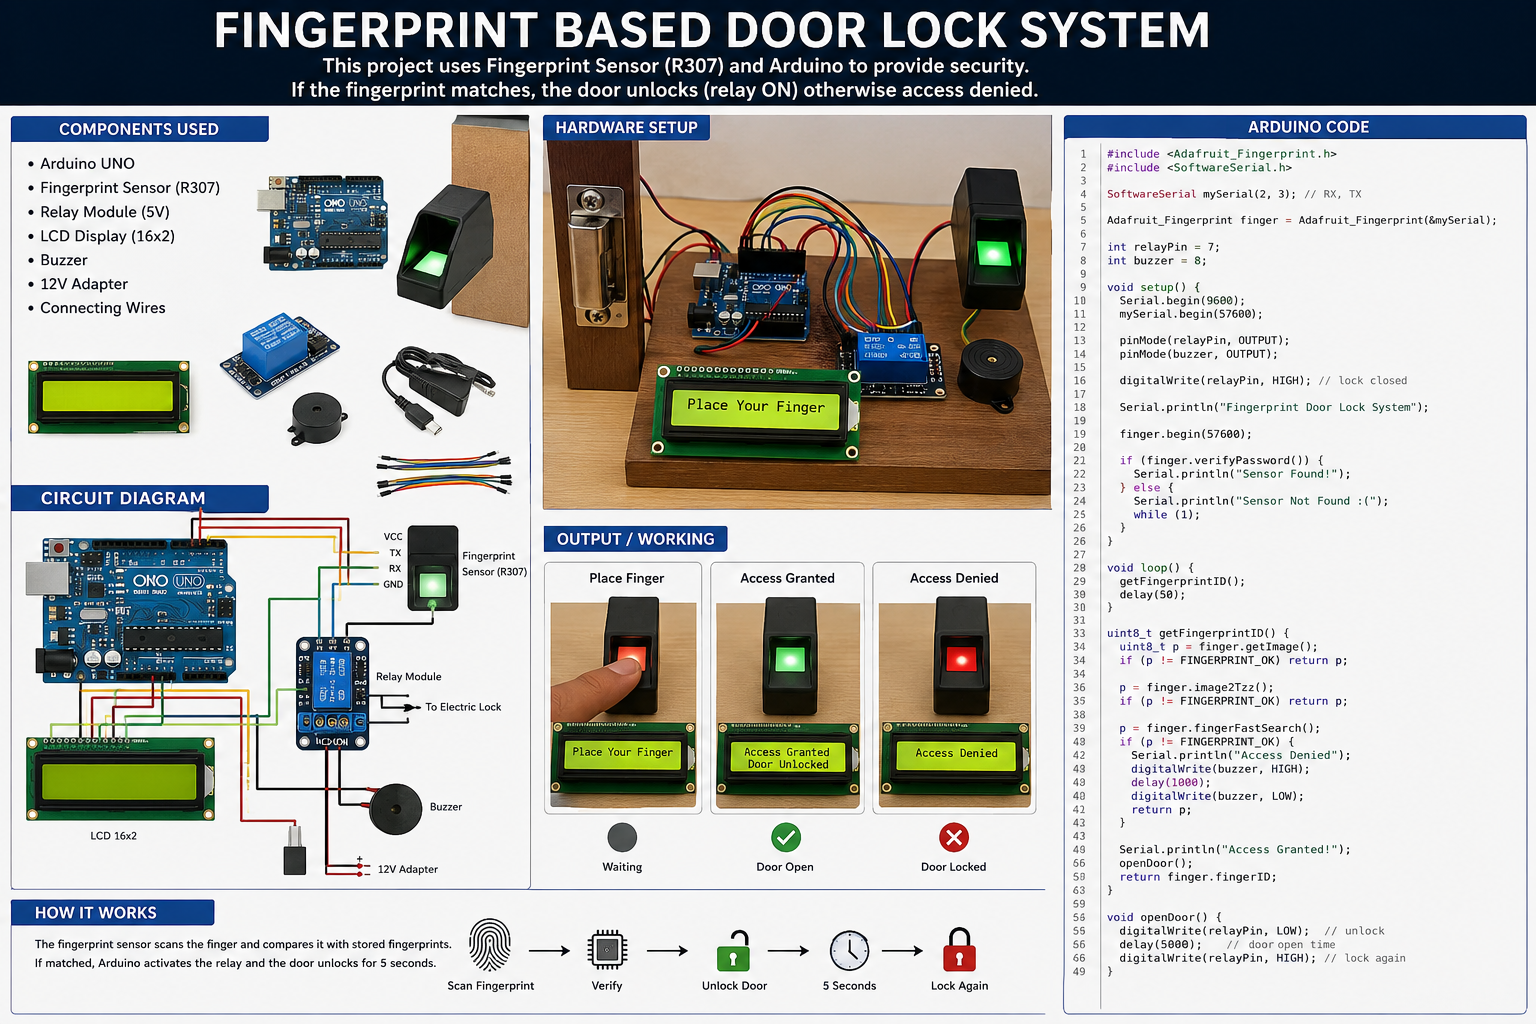 FINGERPRINT BASED DOOR LOCK SYSTEM
This project uses Fingerprint Sensor (R307) and Arduino to provide security.
If the fingerprint matches, the door unlocks (relay ON) otherwise access denied.
COMPONENTS USED
• Arduino UNO
• Fingerprint Sensor (R307)
• Relay Module (5V)
• LCD Display (16x2)
• Buzzer
• 12V Adapter
• Connecting Wires
CIRCUIT DIAGRAM
VCC
TX
RX
GND
Fingerprint
Sensor (R307)
OKO UNO
Relay Module
To Electric Lock
Buzzer
LCD 16x2
+
12V Adapter
HARDWARE SETUP
Place Your Finger
OUTPUT / WORKING
Place Finger
Place Your Finger
Waiting
Access Granted
Access Granted
Door Unlocked
Door Open
Access Denied
Access Denied
Door Locked
HOW IT WORKS
The fingerprint sensor scans the finger and compares it with stored fingerprints.
If matched, Arduino activates the relay and the door unlocks for 5 seconds.
Scan Fingerprint
Verify
Unlock Door
5 Seconds
Lock Again
ARDUINO CODE
1 #include <Adafruit_Fingerprint.h>
2 #include <SoftwareSerial.h>
3
4 SoftwareSerial mySerial(2, 3); // RX, TX
5
5 Adafruit_Fingerprint finger = Adafruit_Fingerprint(&mySerial);
6
7 int relayPin = 7;
8 int buzzer = 8;
9
9 void setup() {
10 Serial.begin(9600);
11 mySerial.begin(57600);
12
13 pinMode(relayPin, OUTPUT);
14 pinMode(buzzer, OUTPUT);
15
16 digitalWrite(relayPin, HIGH); // lock closed
17
18 Serial.println("Fingerprint Door Lock System");
19
19 finger.begin(57600);
20
21 if (finger.verifyPassword()) {
22 Serial.println("Sensor Found!");
23 } else {
24 Serial.println("Sensor Not Found :(");
25 while (1);
26 }
26 }
27
28 void loop() {
29 getFingerprintID();
30 delay(50);
30 }
31
33 uint8_t getFingerprintID() {
34 uint8_t p = finger.getImage();
34 if (p != FINGERPRINT_OK) return p;
36 p = finger.image2Tzz();
35 if (p != FINGERPRINT_OK) return p;
38
39 p = finger.fingerFastSearch();
40 if (p != FINGERPRINT_OK) {
42 Serial.println("Access Denied");
43 digitalWrite(buzzer, HIGH);
delay(1000);
40 digitalWrite(buzzer, LOW);
41 return p;
42 }
43
Serial.println("Access Granted!");
66 openDoor();
50 return finger.fingerID;
63 }
59
void openDoor() {
55 digitalWrite(relayPin, LOW); // unlock
66 delay(5000); // door open time
66 digitalWrite(relayPin, HIGH); // lock again
49 }